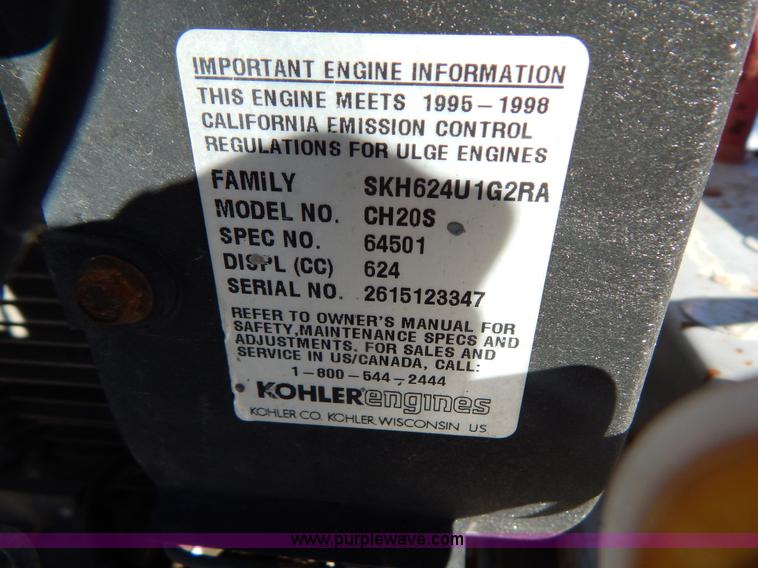 IMPORTANT ENGINE INFORMATION
THIS ENGINE MEETS 1995-1998
CALIFORNIA EMISSION CONTROL
REGULATIONS FOR ULGE ENGINES
FAMILY SKH624U1G2RA
MODEL NO. CH20S
SPEC NO. 64501
DISPL (CC) 624
SERIAL NO. 2615123347
REFER TO OWNER'S MANUAL FOR
SAFETY,MAINTENANCE SPECS AND
ADJUSTMENTS. FOR SALES AND
SERVICE IN US/CANADA, CALL:
1-800-544-2444
KOHLER engines
KOHLER CO. KOHLER, WISCONSIN US
www.purplewave.com